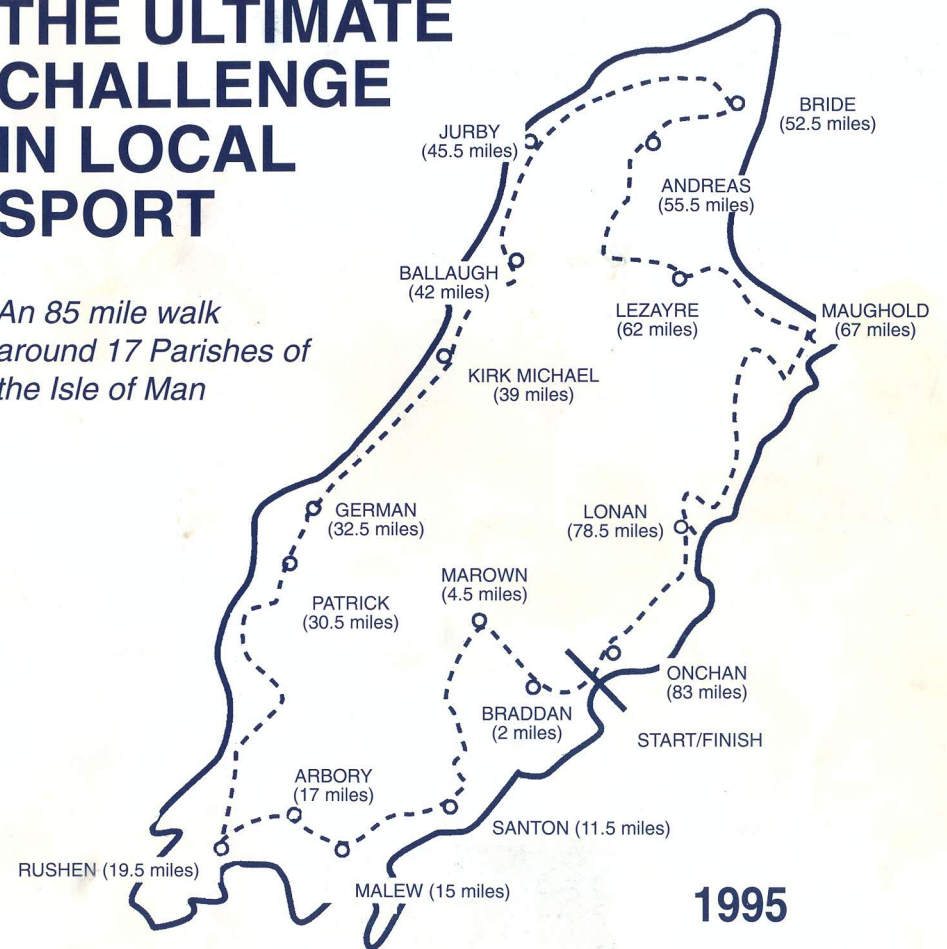 THE ULTIMATE
CHALLENGE
IN LOCAL
SPORT
An 85 mile walk
around 17 Parishes of
the Isle of Man
JURBY
(45.5 miles)
BRIDE
(52.5 miles)
ANDREAS
(55.5 miles)
BALLAUGH
(42 miles)
LEZAYRE
(62 miles)
MAUGHOLD
(67 miles)
KIRK MICHAEL
(39 miles)
GERMAN
(32.5 miles)
LONAN
(78.5 miles)
MAROWN
(4.5 miles)
PATRICK
(30.5 miles)
ONCHAN
(83 miles)
BRADDAN
(2 miles)
START/FINISH
ARBORY
(17 miles)
SANTON (11.5 miles)
RUSHEN (19.5 miles)
MALEW (15 miles)
1995